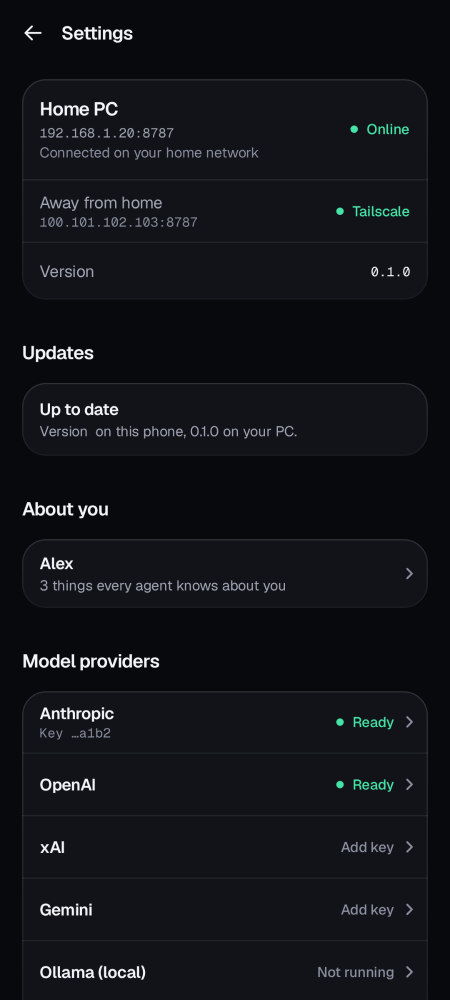 Settings
Home PC
192.168.1.20:8787
Connected on your home network
Online
Away from home
100.101.102.103:8787
Tailscale
Version
0.1.0
Updates
Up to date
Version  on this phone, 0.1.0 on your PC.
About you
Alex
3 things every agent knows about you
Model providers
Anthropic
Key …a1b2
Ready
OpenAI
Ready
xAI
Add key
Gemini
Add key
Ollama (local)
Not running